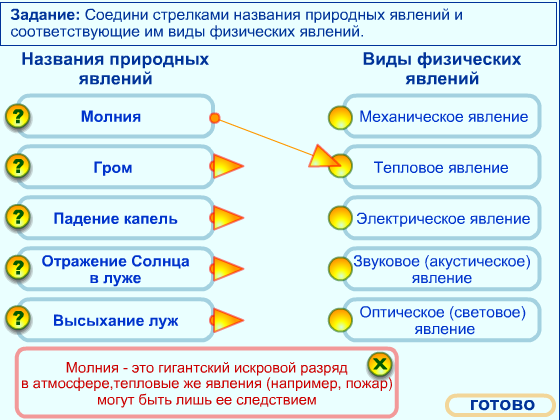 Задание: Соедини стрелками названия природных явлений и
соответствующие им виды физических явлений.
Названия природных
явлений
Виды физических
явлений
? Молния
Механическое явление
? Гром
Тепловое явление
? Падение капель
Электрическое явление
? Отражение Солнца
в луже
Звуковое (акустическое)
явление
? Высыхание луж
Оптическое (световое)
явление
Молния - это гигантский искровой разряд
в атмосфере,тепловые же явления (например, пожар)
могут быть лишь ее следствием
X
готово